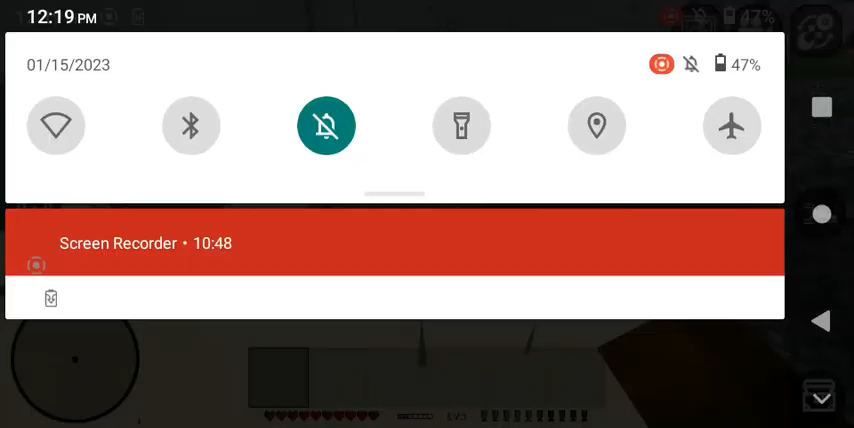 12:19 PM
47%
01/15/2023
47%
Screen Recorder • 10:48